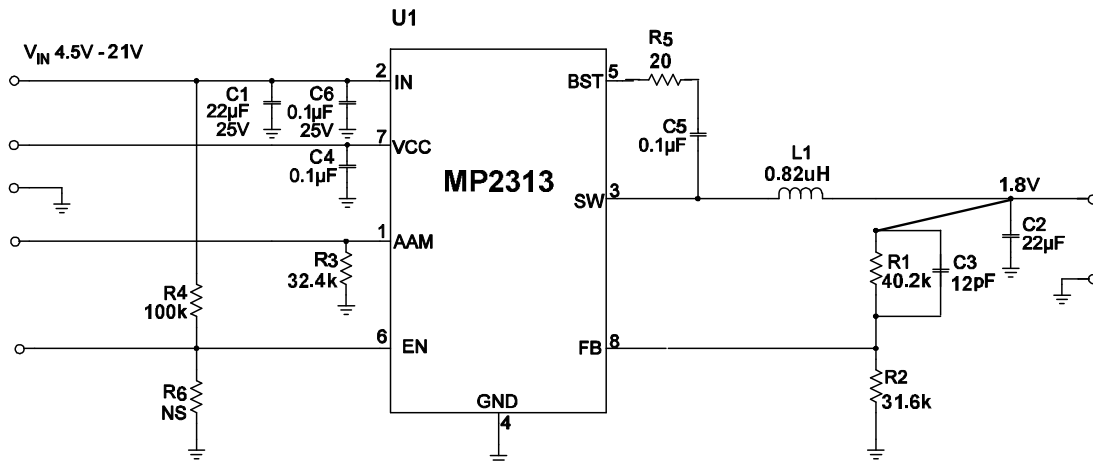 U1
V_IN 4.5V - 21V
2
IN
C1
22µF
25V
C6
0.1µF
25V
7
VCC
C4
0.1µF
1
AAM
R3
32.4k
R4
100k
6
EN
R6
NS
MP2313
GND
4
BST
5
R5
20
C5
0.1µF
SW
3
L1
0.82uH
1.8V
C2
22µF
R1
40.2k
C3
12pF
FB
8
R2
31.6k